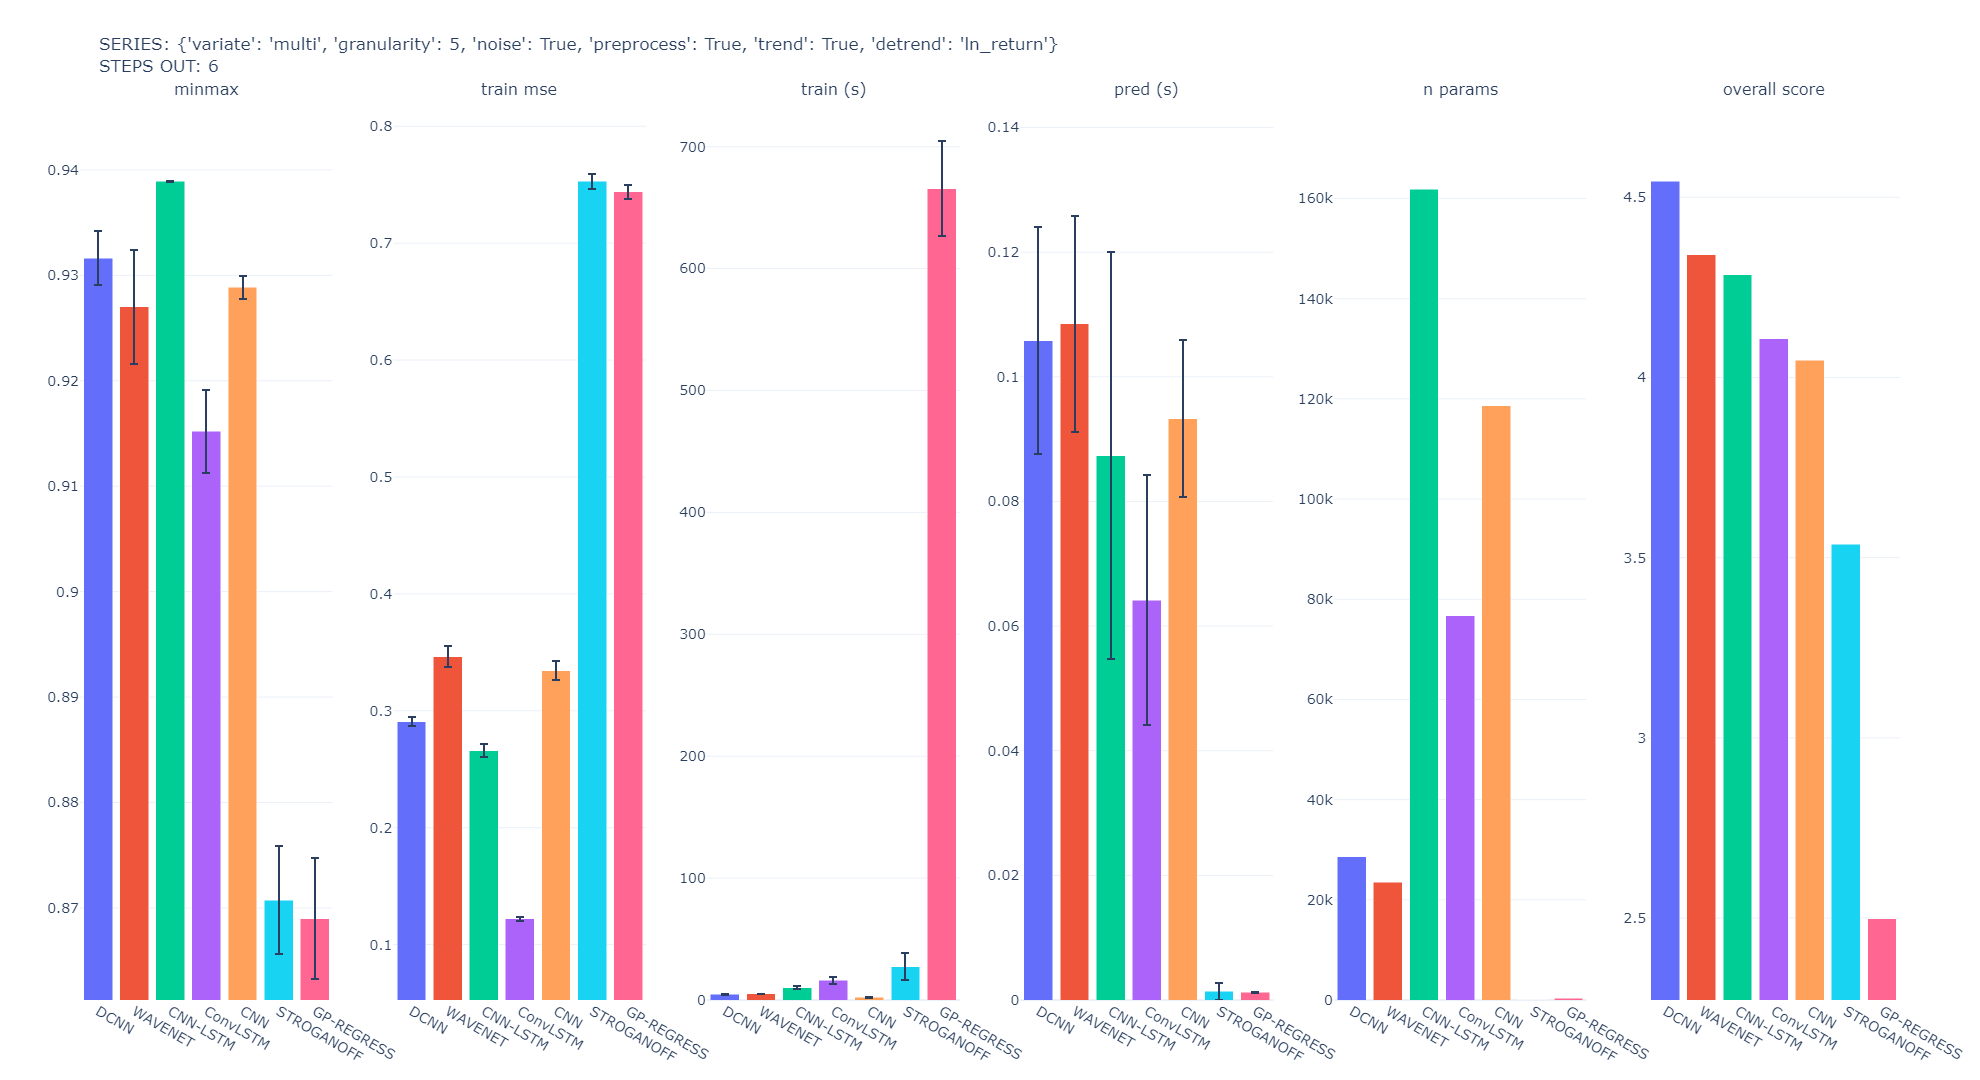 SERIES: {'variate': 'multi', 'granularity': 5, 'noise': True, 'preprocess': True, 'trend': True, 'detrend': 'ln_return'}
STEPS OUT: 6
minmax
0.94
0.93
0.92
0.91
0.9
0.89
0.88
0.87
DCNN
WAVENET
CNN-LSTM
ConvLSTM
CNN
STROGANOFF
GP-REGRESS
train mse
0.8
0.7
0.6
0.5
0.4
0.3
0.2
0.1
DCNN
WAVENET
CNN-LSTM
ConvLSTM
CNN
STROGANOFF
GP-REGRESS
train (s)
700
600
500
400
300
200
100
0
DCNN
WAVENET
CNN-LSTM
ConvLSTM
CNN
STROGANOFF
GP-REGRESS
pred (s)
0.14
0.12
0.1
0.08
0.06
0.04
0.02
0
DCNN
WAVENET
CNN-LSTM
ConvLSTM
CNN
STROGANOFF
GP-REGRESS
n params
160k
140k
120k
100k
80k
60k
40k
20k
0
DCNN
WAVENET
CNN-LSTM
ConvLSTM
CNN
STROGANOFF
GP-REGRESS
overall score
4.5
4
3.5
3
2.5
DCNN
WAVENET
CNN-LSTM
ConvLSTM
CNN
STROGANOFF
GP-REGRESS